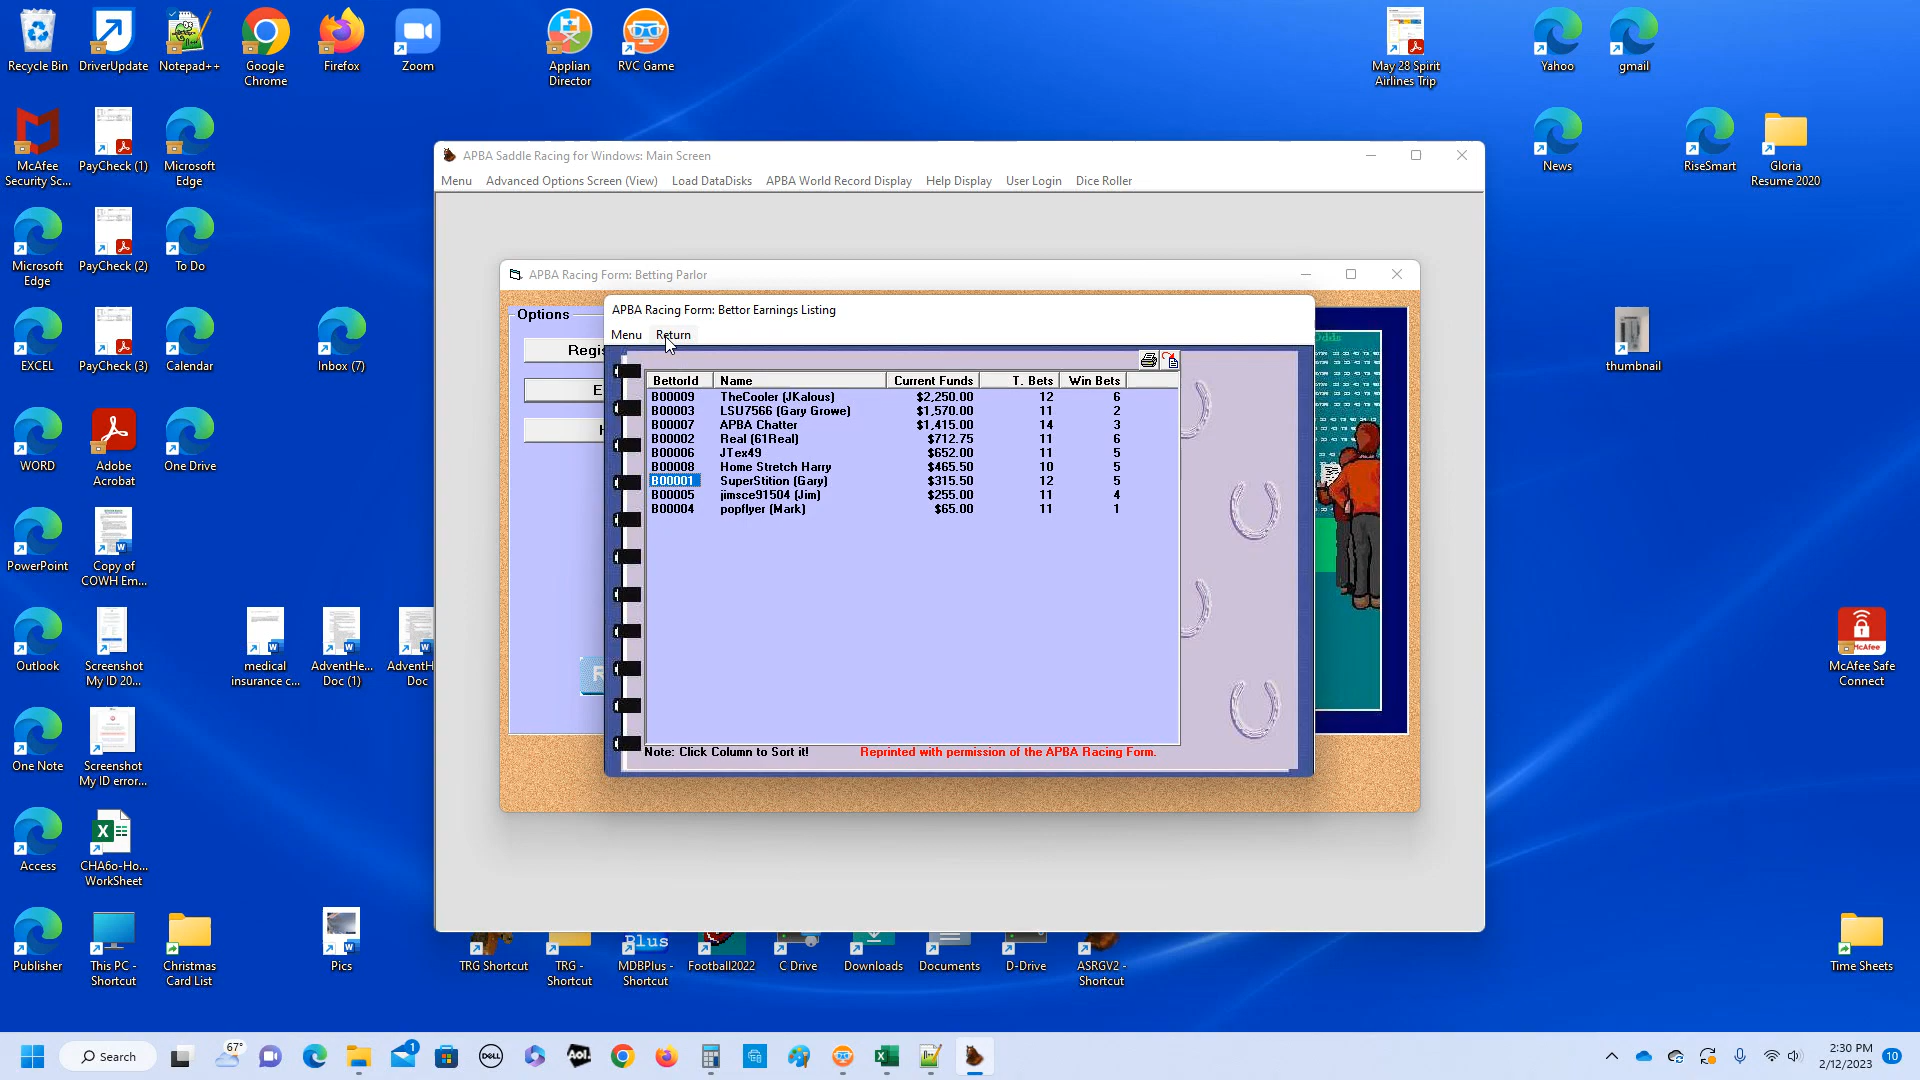 Recycle Bin
DriverUpdate
Notepad++
Google
Chrome
Firefox
Zoom
Applian
Director
RVC Game
May 28 Spirit
Airlines Trip
Yahoo
gmail
McAfee
Security Sc...
PayCheck (1)
Microsoft
Edge
News
RiseSmart
Gloria
Resume 2020
Microsoft
Edge
PayCheck (2)
To Do
EXCEL
PayCheck (3)
Calendar
Inbox (7)
thumbnail
WORD
Adobe
Acrobat
One Drive
PowerPoint
Copy of
COWH Em...
Outlook
Screenshot
My ID 20...
medical
insurance c...
AdventHe...
Doc (1)
AdventH
Doc
McAfee
McAfee Safe
Connect
One Note
Screenshot
My ID error...
Access
CHA6o-Ho...
WorkSheet
Publisher
This PC -
Shortcut
Christmas
Card List
Pics
TRG Shortcut
TRG -
Shortcut
Plus
MDBPlus -
Shortcut
Football2022
C Drive
Downloads
Documents
D-Drive
ASRGV2 -
Shortcut
Time Sheets
APBA Saddle Racing for Windows: Main Screen
Menu Advanced Options Screen (View) Load DataDisks APBA World Record Display Help Display User Login Dice Roller
APBA Racing Form: Betting Parlor
Options
Regis
E
H
R
Odds
APBA Racing Form: Bettor Earnings Listing
Menu Return
BettorId Name Current Funds T. Bets Win Bets
B00009 TheCooler (JKalous) $2,250.00 12 6
B00003 LSU7566 (Gary Growe) $1,570.00 11 2
B00007 APBA Chatter $1,415.00 14 3
B00002 Real (61Real) $712.75 11 6
B00006 JTex49 $652.00 11 5
B00008 Home Stretch Harry $465.50 10 5
B00001 SuperStition (Gary) $315.50 12 5
B00005 jimsce91504 (Jim) $255.00 11 4
B00004 popflyer (Mark) $65.00 11 1
Note: Click Column to Sort it! Reprinted with permission of the APBA Racing Form.
67°
Search
1
DELL
Aol.
2:30 PM
2/12/2023
10